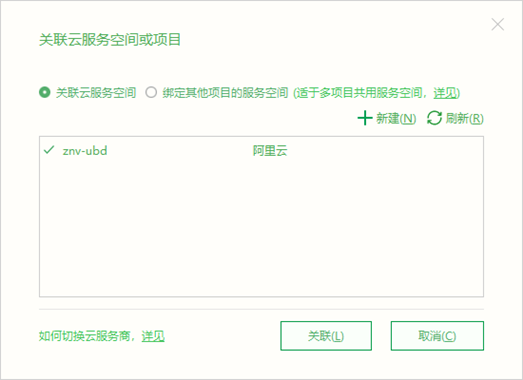 关联云服务空间或项目
关联云服务空间 绑定其他项目的服务空间 (适于多项目共用服务空间，详见)
新建(N) 刷新(R)
znv-ubd 阿里云
如何切换云服务商，详见 关联(L) 取消(C)